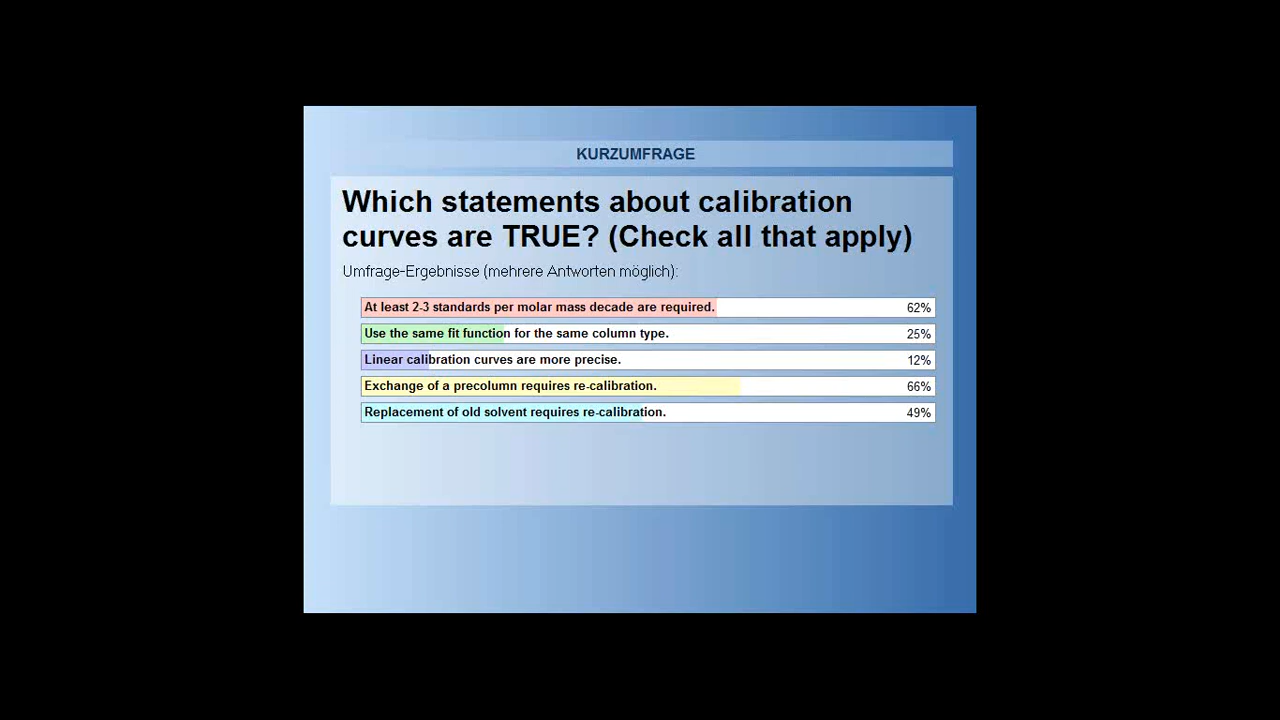 KURZUMFRAGE
Which statements about calibration
curves are TRUE? (Check all that apply)
Umfrage-Ergebnisse (mehrere Antworten möglich):
At least 2-3 standards per molar mass decade are required. 62%
Use the same fit function for the same column type. 25%
Linear calibration curves are more precise. 12%
Exchange of a precolumn requires re-calibration. 66%
Replacement of old solvent requires re-calibration. 49%